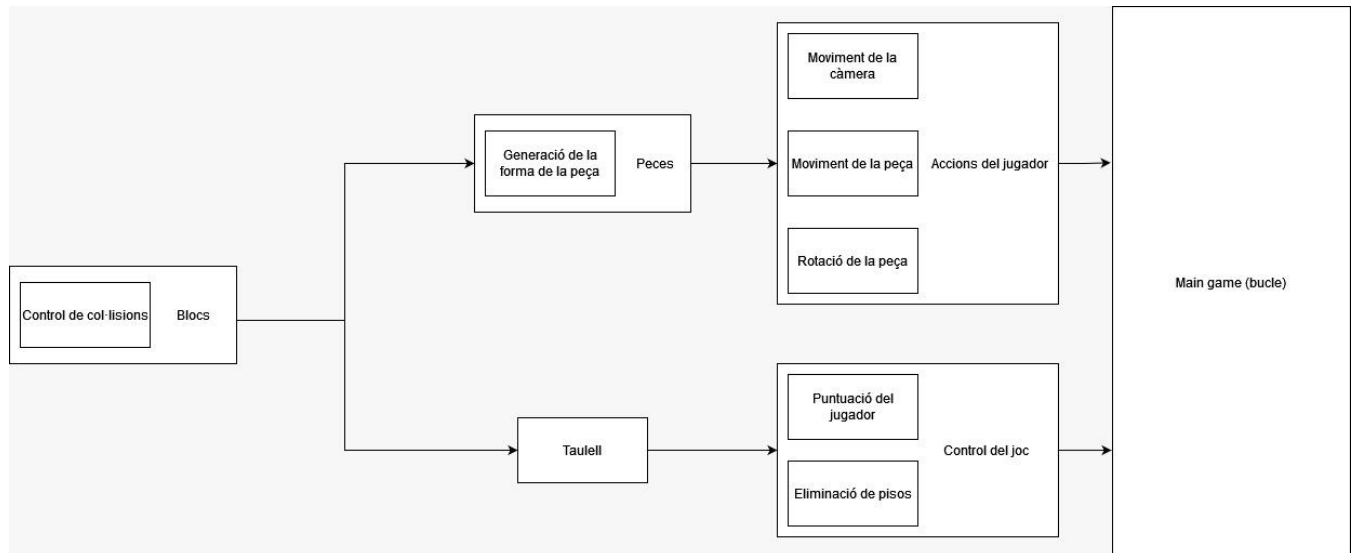 Moviment de la
càmera
Generació de la
forma de la peça
Peces
Moviment de la peça
Accions del jugador
Rotació de la peça
Main game (bucle)
Control de col·lisions
Blocs
Puntuació del
jugador
Taulell
Control del joc
Eliminació de pisos